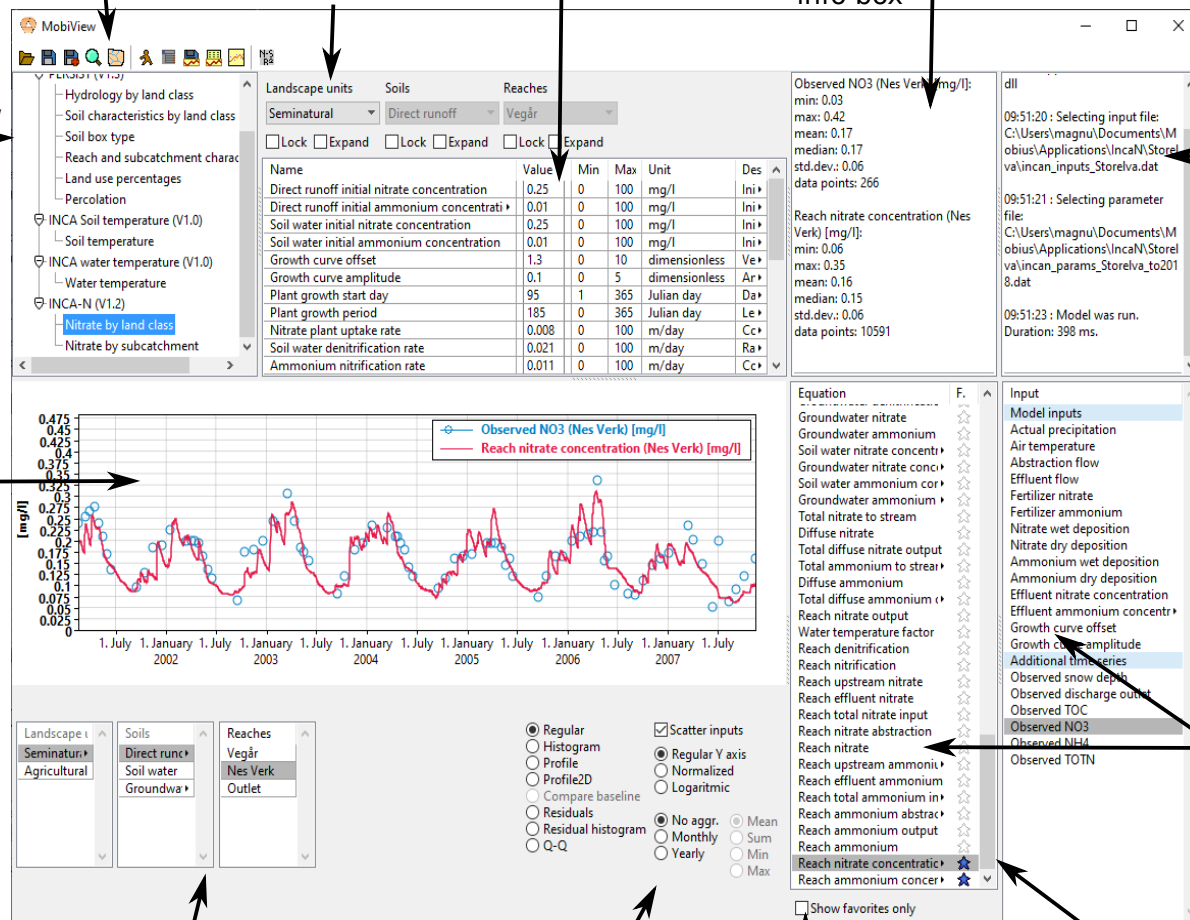 info box
MobiView
N-S
R²
PERSiST (V1.3)
Hydrology by land class
Soil characteristics by land class
Soil box type
Reach and subcatchment charac
Land use percentages
Percolation
INCA Soil temperature (V1.0)
Soil temperature
INCA water temperature (V1.0)
Water temperature
INCA-N (V1.2)
Nitrate by land class
Nitrate by subcatchment
Landscape units Soils Reaches
Seminatural Direct runoff Vegår
Lock Expand Lock Expand Lock Expand
Name Value Min Max Unit Des
Direct runoff initial nitrate concentration 0.25 0 100 mg/l Ini
Direct runoff initial ammonium concentrati 0.01 0 100 mg/l Ini
Soil water initial nitrate concentration 0.25 0 100 mg/l Ini
Soil water initial ammonium concentration 0.01 0 100 mg/l Ini
Growth curve offset 1.3 0 10 dimensionless Ve
Growth curve amplitude 0.1 0 5 dimensionless Ar
Plant growth start day 95 1 365 Julian day Da
Plant growth period 185 0 365 Julian day Le
Nitrate plant uptake rate 0.008 0 100 m/day Cc
Soil water denitrification rate 0.021 0 100 m/day Ra
Ammonium nitrification rate 0.011 0 100 m/day Cc
Observed NO3 (Nes Verk) [mg/l]:
min: 0.03
max: 0.42
mean: 0.17
median: 0.17
std.dev.: 0.06
data points: 266
Reach nitrate concentration (Nes
Verk) [mg/l]:
min: 0.06
max: 0.35
mean: 0.16
median: 0.15
std.dev.: 0.06
data points: 10591
dll
09:51:20 : Selecting input file:
C:\Users\magnu\Documents\M
obius\Applications\IncaN\Storel
va\incan_inputs_Storelva.dat
09:51:21 : Selecting parameter
file:
C:\Users\magnu\Documents\M
obius\Applications\IncaN\Storel
va\incan_params_Storelva_to201
8.dat
09:51:23 : Model was run.
Duration: 398 ms.
[mg/l]
0.475
0.45
0.425
0.4
0.375
0.35
0.325
0.3
0.275
0.25
0.225
0.2
0.175
0.15
0.125
0.1
0.075
0.05
0.025
0
Observed NO3 (Nes Verk) [mg/l]
Reach nitrate concentration (Nes Verk) [mg/l]
1. July 1. January 1. July 1. January 1. July 1. January 1. July 1. January 1. July 1. January 1. July 1. January 1. July
2002 2003 2004 2005 2006 2007
Equation F.
Groundwater nitrate
Groundwater ammonium
Soil water nitrate concentr
Groundwater nitrate conc
Soil water ammonium cor
Groundwater ammonium
Total nitrate to stream
Diffuse nitrate
Total diffuse nitrate output
Total ammonium to strear
Diffuse ammonium
Total diffuse ammonium
Reach nitrate output
Water temperature factor
Reach denitrification
Reach nitrification
Reach upstream nitrate
Reach effluent nitrate
Reach total nitrate input
Reach nitrate abstraction
Reach nitrate
Reach upstream ammoniu
Reach effluent ammonium
Reach total ammonium in
Reach ammonium abstrac
Reach ammonium output
Reach ammonium
Reach nitrate concentratic
Reach ammonium concer
Show favorites only
Input
Model inputs
Actual precipitation
Air temperature
Abstraction flow
Effluent flow
Fertilizer nitrate
Fertilizer ammonium
Nitrate wet deposition
Nitrate dry deposition
Ammonium wet deposition
Ammonium dry deposition
Effluent nitrate concentration
Effluent ammonium concentr
Growth curve offset
Growth curve amplitude
Additional time series
Observed snow depth
Observed discharge outlet
Observed TOC
Observed NO3
Observed NH4
Observed TOTN
Landscape u
Seminatura
Agricultural
Soils
Direct runc
Soil water
Groundwa
Reaches
Vegår
Nes Verk
Outlet
Regular
Histogram
Profile
Profile2D
Compare baseline
Residuals
Residual histogram
Q-Q
Scatter inputs
Regular Y axis
Normalized
Logaritmic
No aggr. Mean
Monthly Sum
Yearly Min
Max